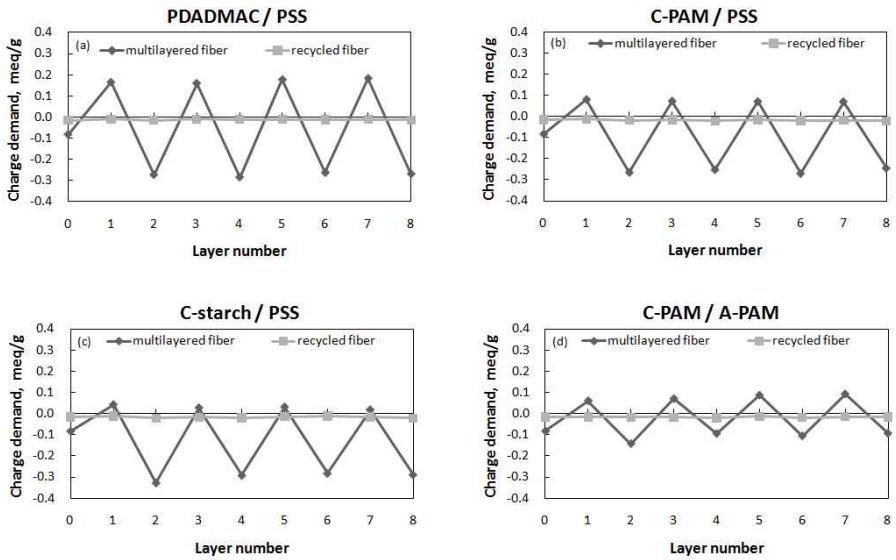 PDADMAC / PSS
(a)
multilayered fiber
recycled fiber
Charge demand, meq/g
0.4
0.3
0.2
0.1
0.0
-0.1
-0.2
-0.3
-0.4
0 1 2 3 4 5 6 7 8
Layer number
C-PAM / PSS
(b)
multilayered fiber
recycled fiber
Charge demand, meq/g
0.4
0.3
0.2
0.1
0.0
-0.1
-0.2
-0.3
-0.4
0 1 2 3 4 5 6 7 8
Layer number
C-starch / PSS
(c)
multilayered fiber
recycled fiber
Charge demand, meq/g
0.4
0.3
0.2
0.1
0.0
-0.1
-0.2
-0.3
-0.4
0 1 2 3 4 5 6 7 8
Layer number
C-PAM / A-PAM
(d)
multilayered fiber
recycled fiber
Charge demand, meq/g
0.4
0.3
0.2
0.1
0.0
-0.1
-0.2
-0.3
-0.4
0 1 2 3 4 5 6 7 8
Layer number